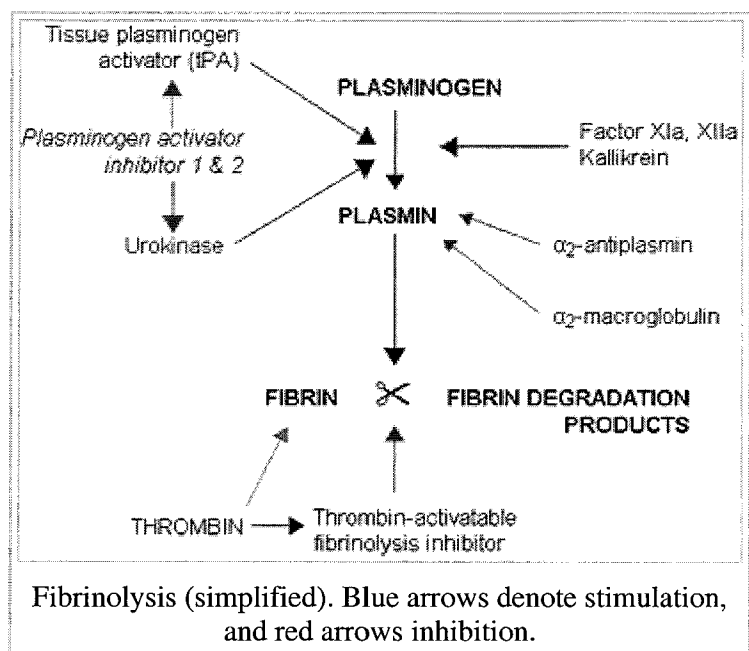 Tissue plasminogen
activator (tPA)
PLASMINOGEN
Plasminogen activator
inhibitor 1 & 2
Factor XIa, XIIa
Kallikrein
PLASMIN
Urokinase
α2-antiplasmin
α2-macroglobulin
FIBRIN
FIBRIN DEGRADATION
PRODUCTS
THROMBIN
Thrombin-activatable
fibrinolysis inhibitor
Fibrinolysis (simplified). Blue arrows denote stimulation,
and red arrows inhibition.